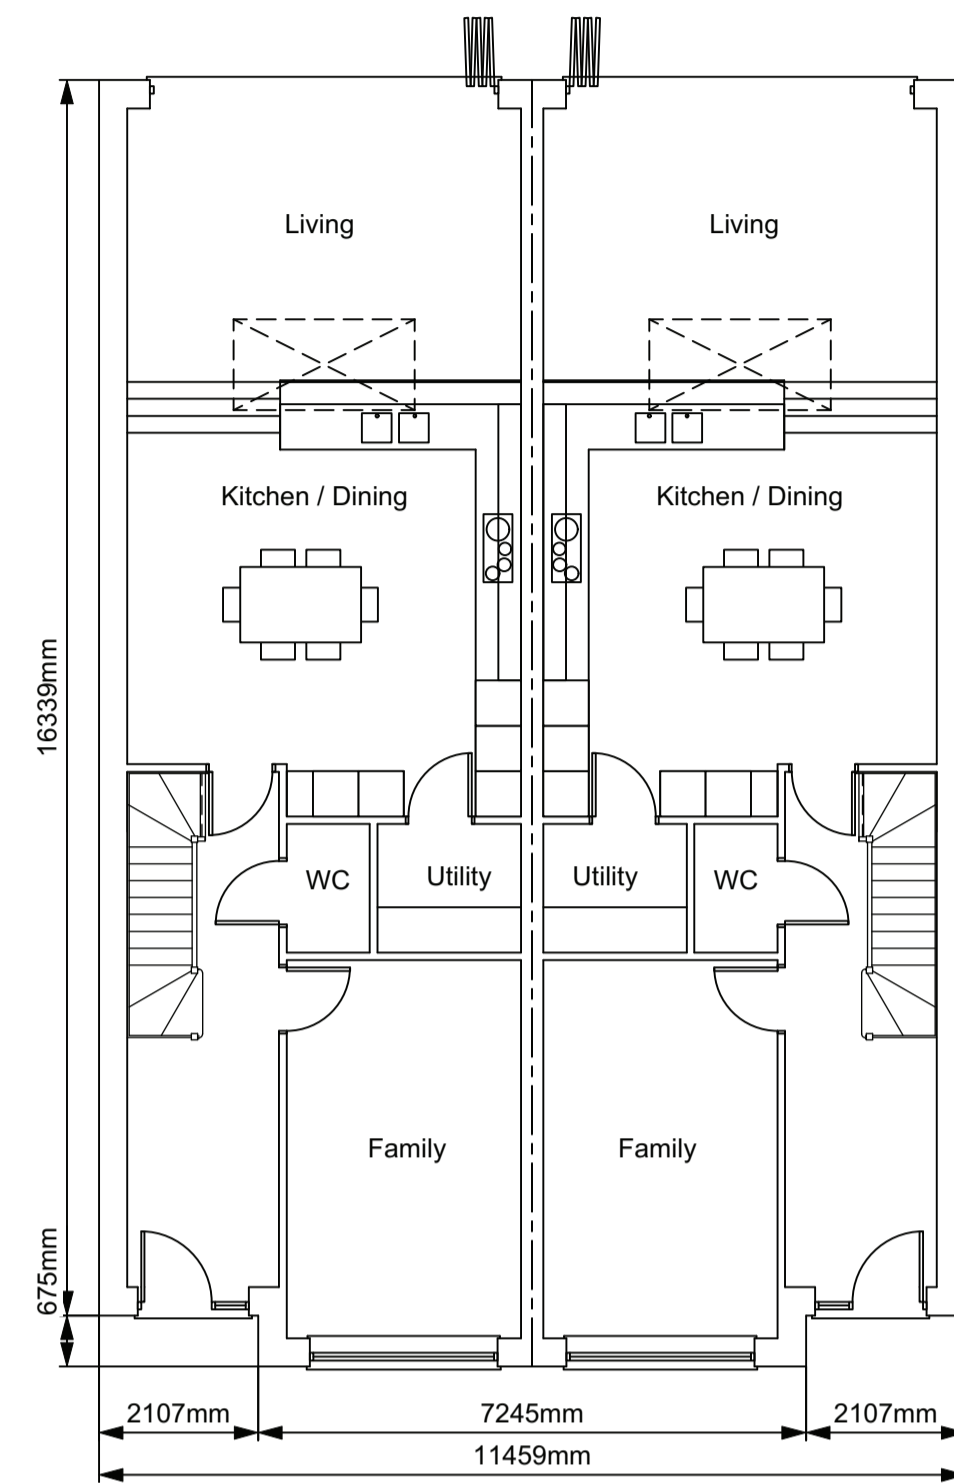 Living
Living
Kitchen / Dining
Kitchen / Dining
16339mm
WC
Utility
Utility
WC
Family
Family
675mm
2107mm
7245mm
2107mm
11459mm